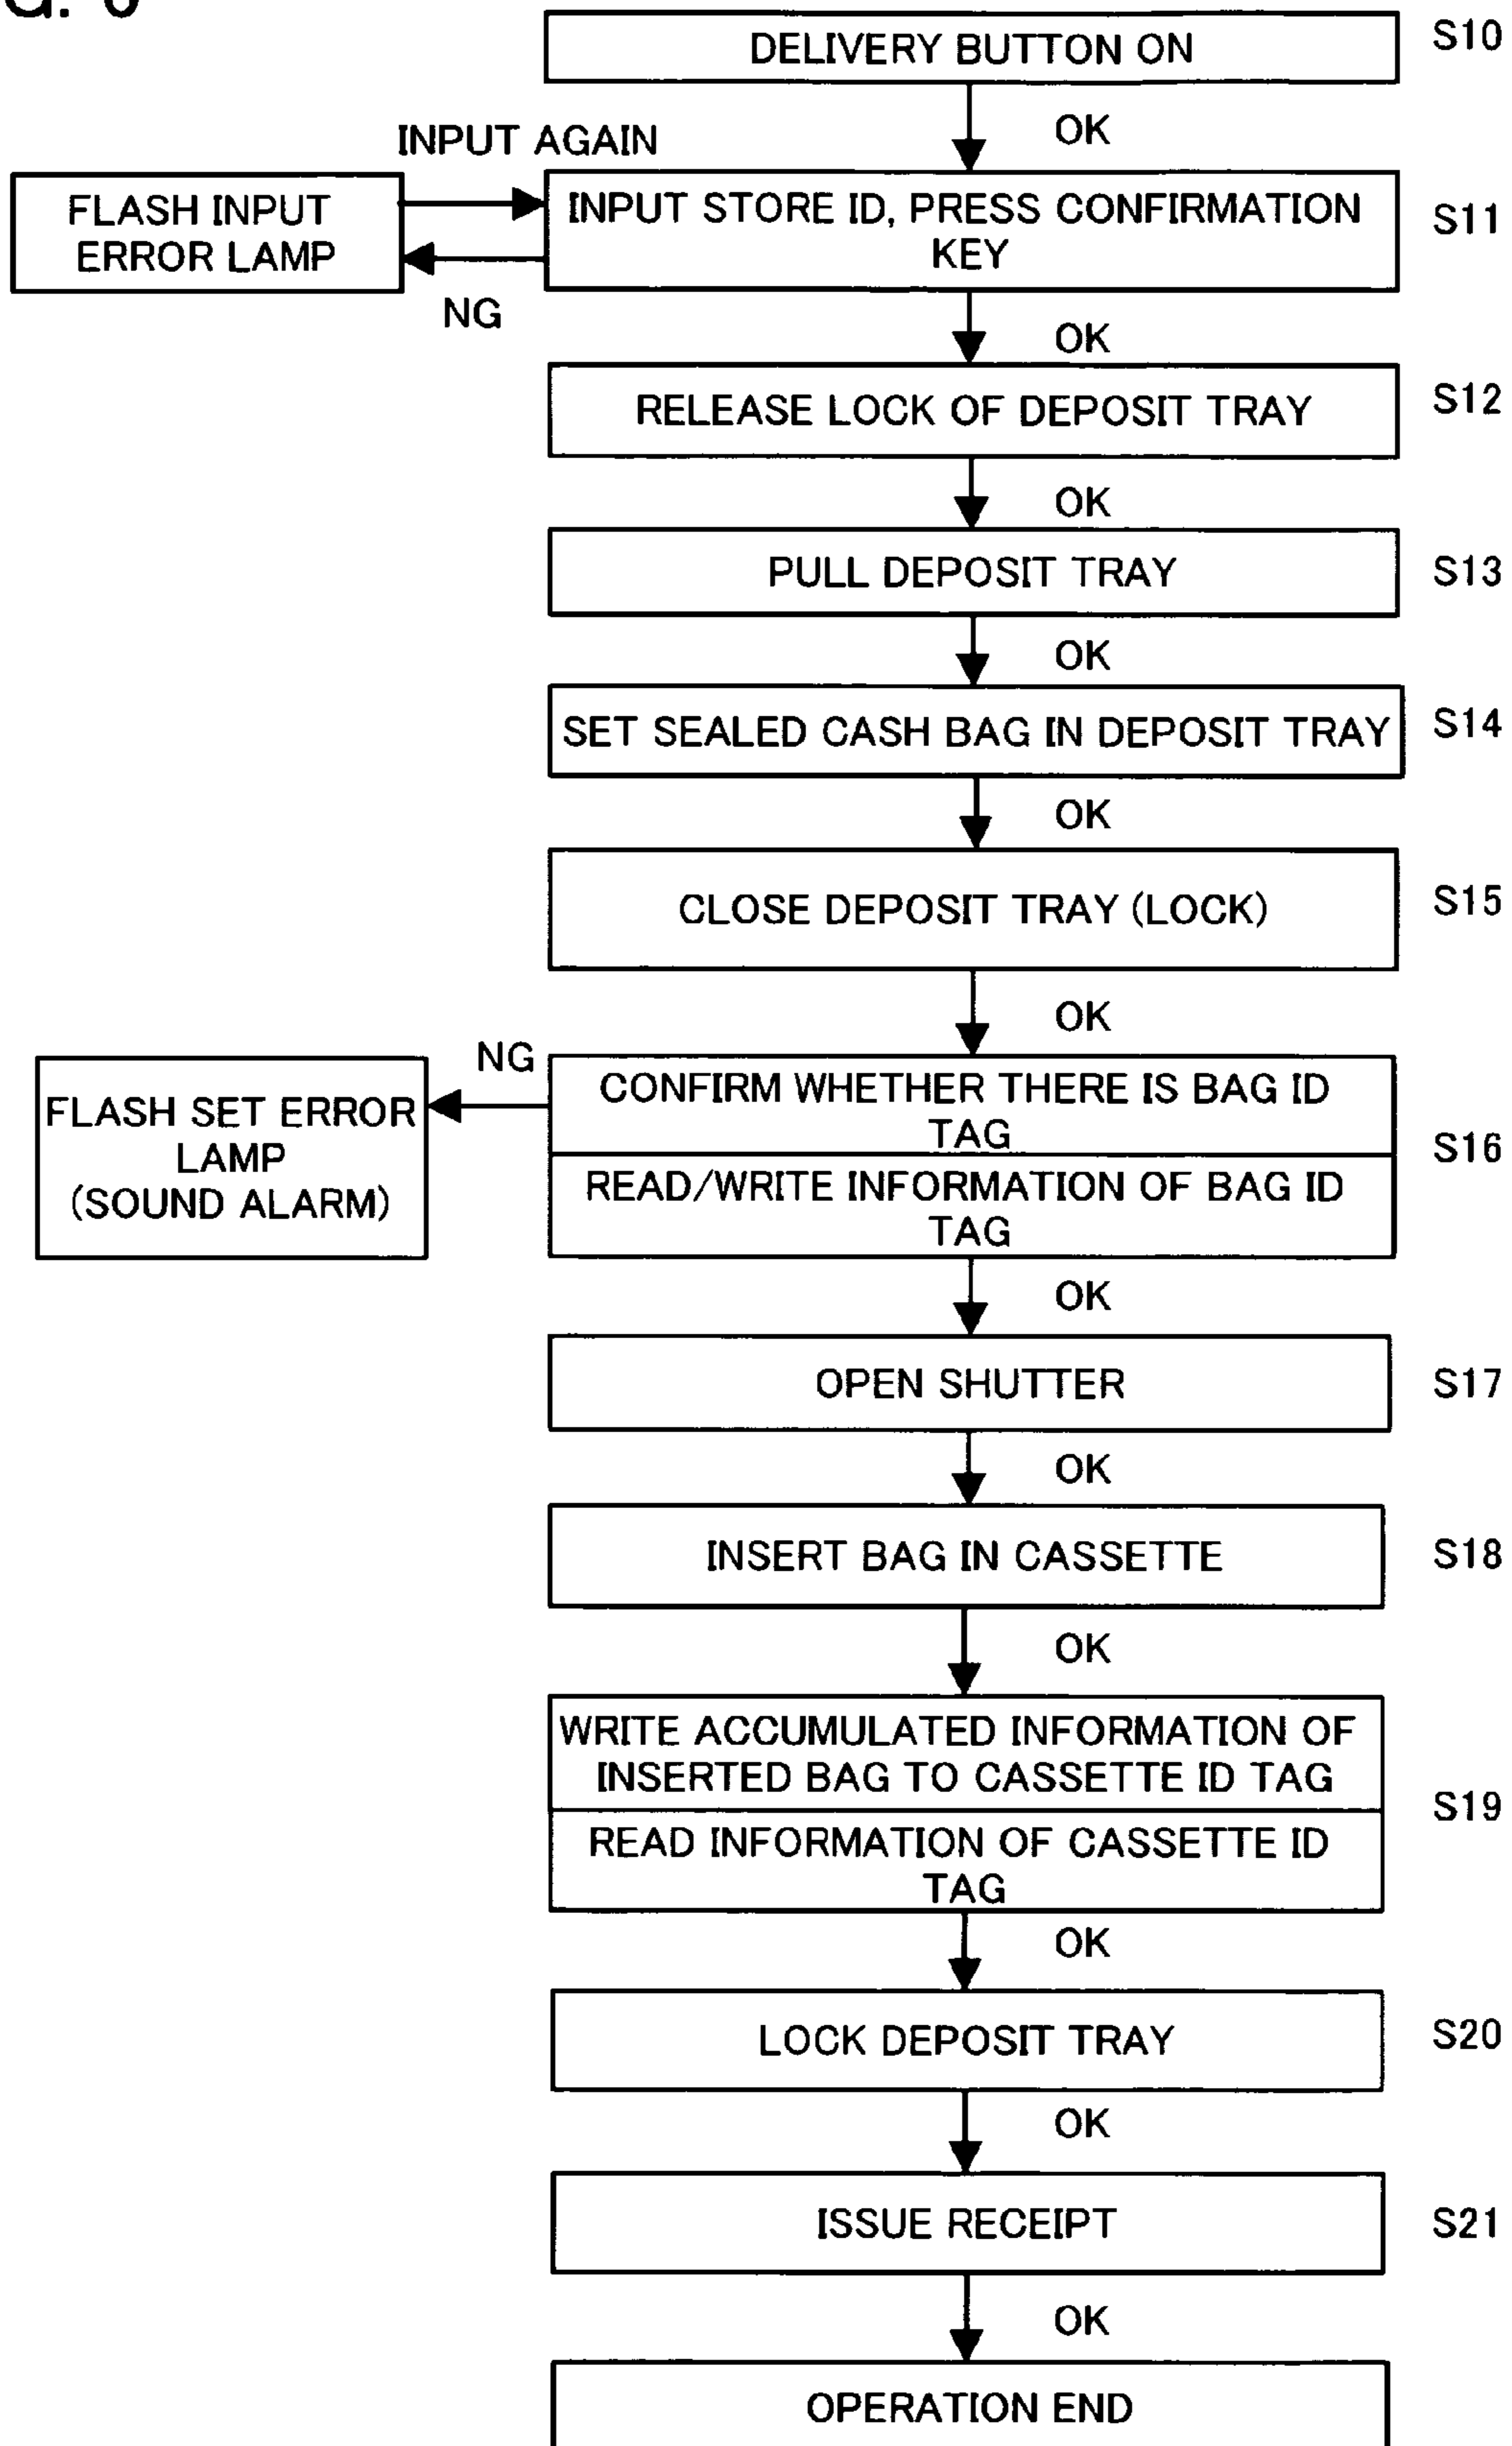 DELIVERY BUTTON ON
S10
OK
INPUT AGAIN
FLASH INPUT
ERROR LAMP
INPUT STORE ID, PRESS CONFIRMATION
KEY
S11
NG
OK
RELEASE LOCK OF DEPOSIT TRAY
S12
OK
PULL DEPOSIT TRAY
S13
OK
SET SEALED CASH BAG IN DEPOSIT TRAY
S14
OK
CLOSE DEPOSIT TRAY (LOCK)
S15
OK
NG
FLASH SET ERROR
LAMP
(SOUND ALARM)
CONFIRM WHETHER THERE IS BAG ID
TAG
READ/WRITE INFORMATION OF BAG ID
TAG
S16
OK
OPEN SHUTTER
S17
OK
INSERT BAG IN CASSETTE
S18
OK
WRITE ACCUMULATED INFORMATION OF
INSERTED BAG TO CASSETTE ID TAG
READ INFORMATION OF CASSETTE ID
TAG
S19
OK
LOCK DEPOSIT TRAY
S20
OK
ISSUE RECEIPT
S21
OK
OPERATION END